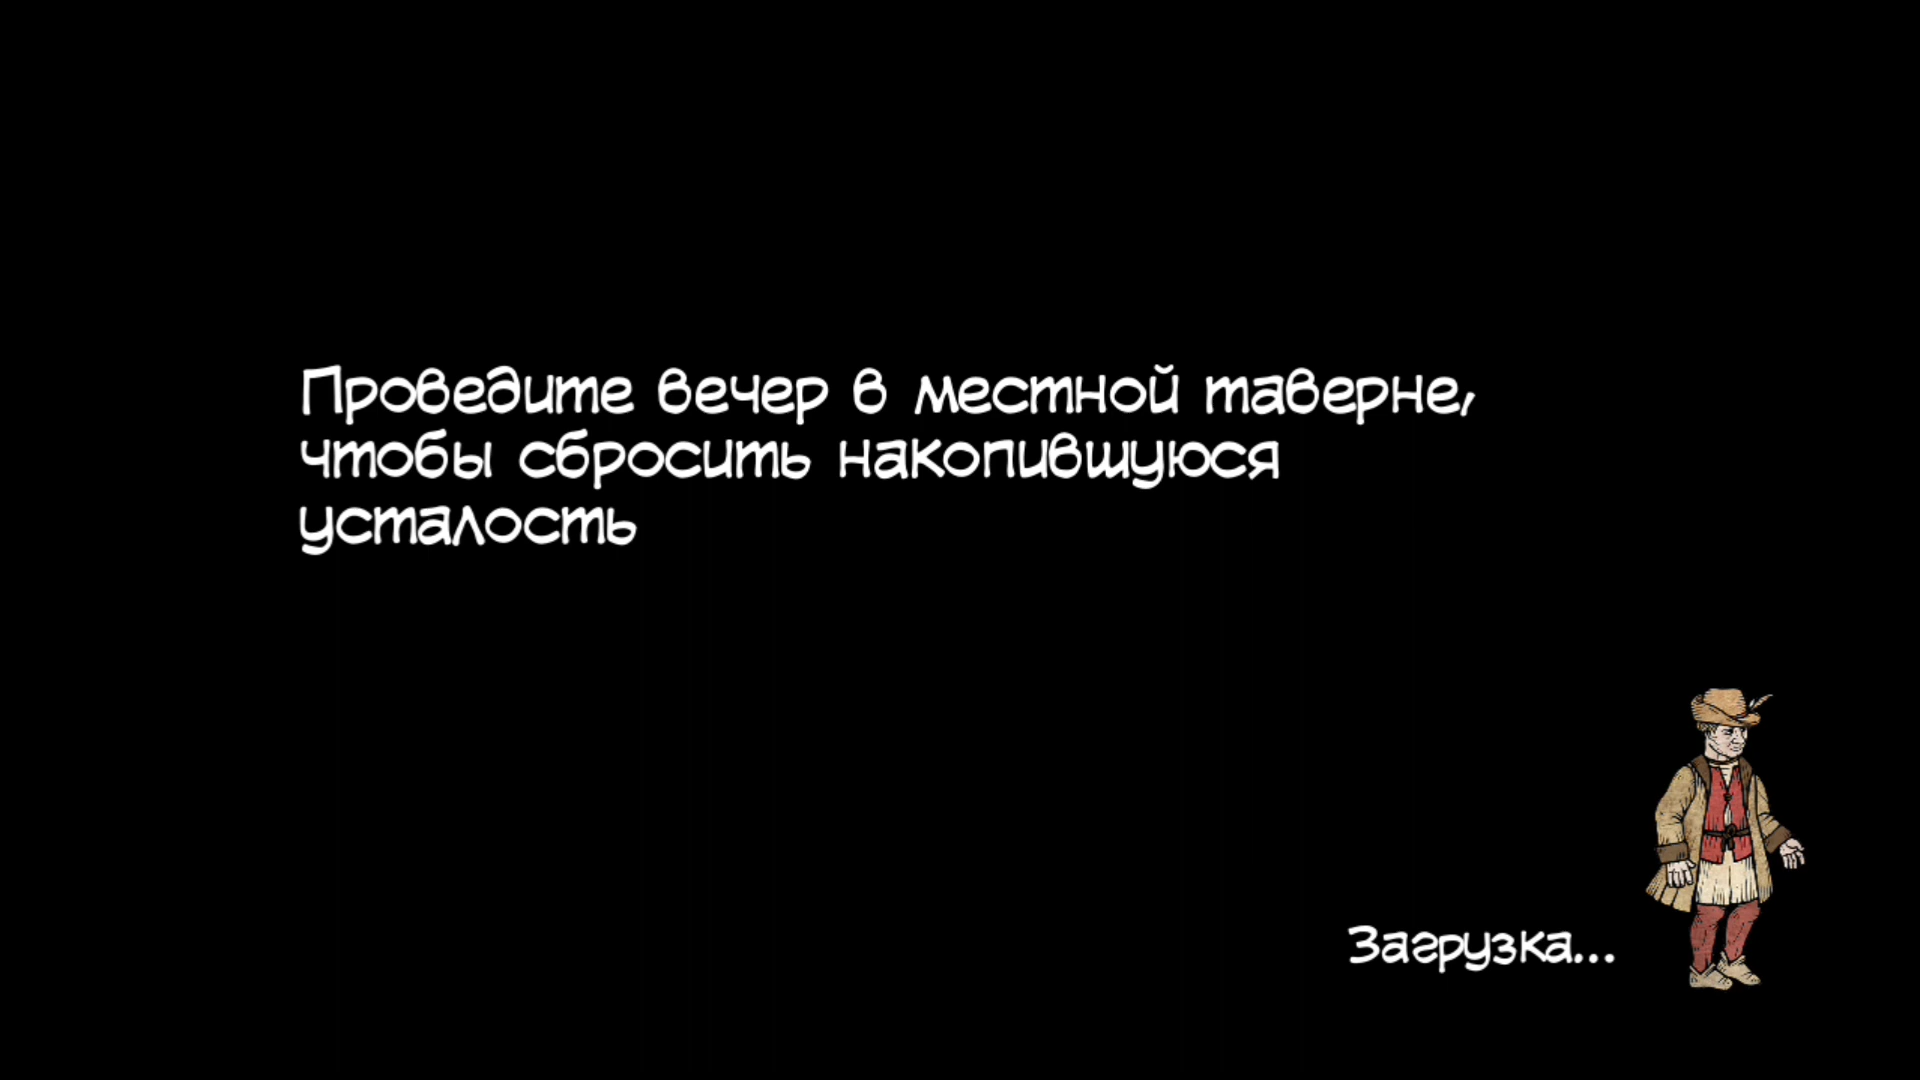 Проведите вечер в местной таверне,
чтобы сбросить накопившуюся
усталость
Загрузка...